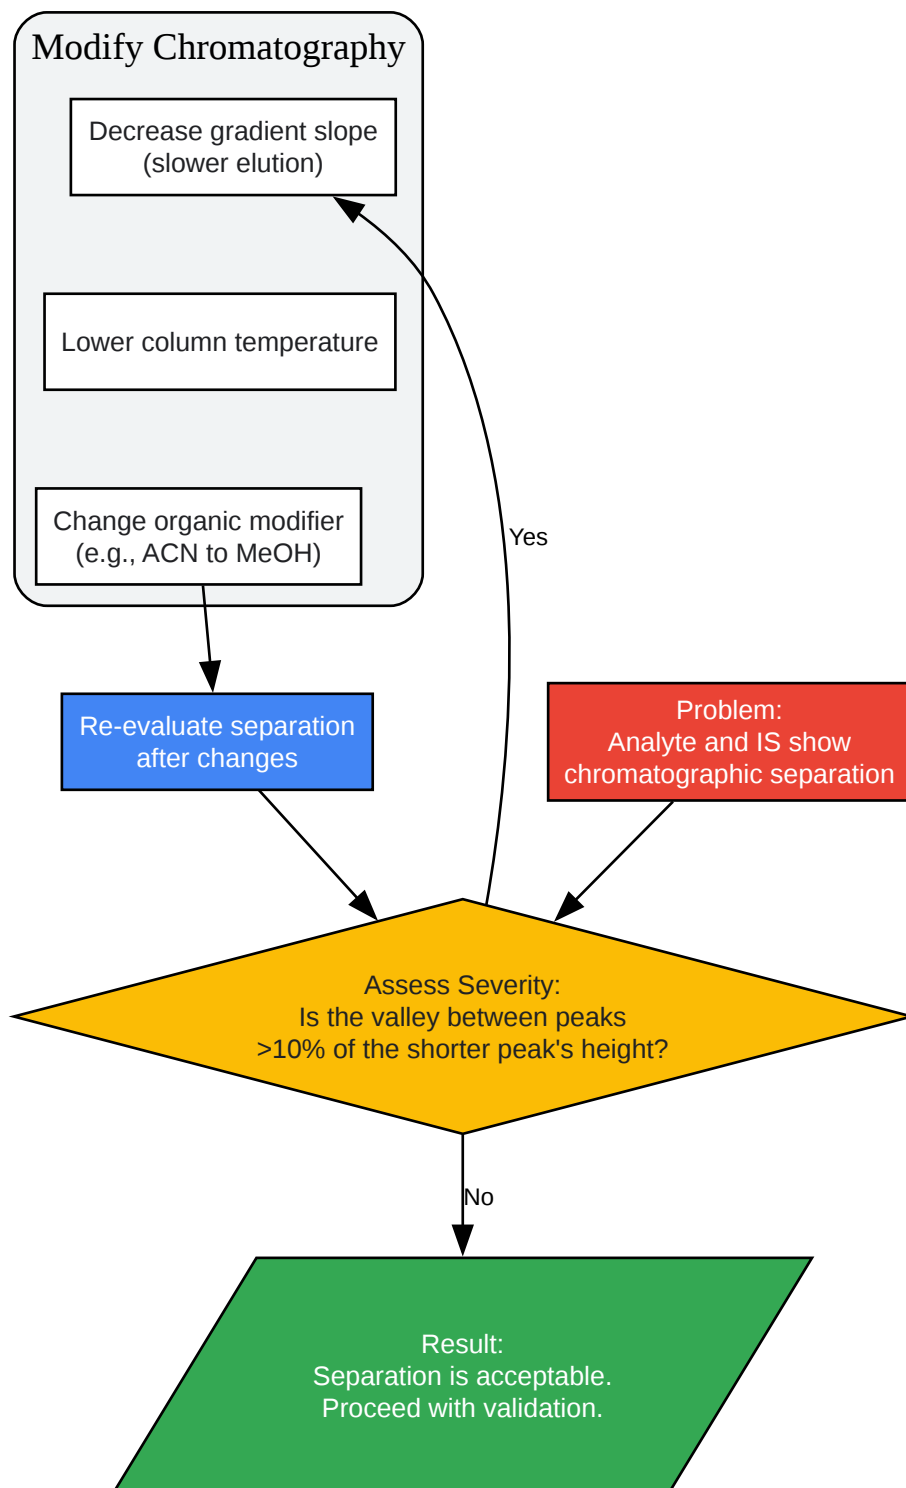 Modify Chromatography
Decrease gradient slope
(slower elution)
Lower column temperature
Change organic modifier
(e.g., ACN to MeOH)
Yes
Re-evaluate separation
after changes
Problem:
Analyte and IS show
chromatographic separation
Assess Severity:
Is the valley between peaks
>10% of the shorter peak's height?
No
Result:
Separation is acceptable.
Proceed with validation.